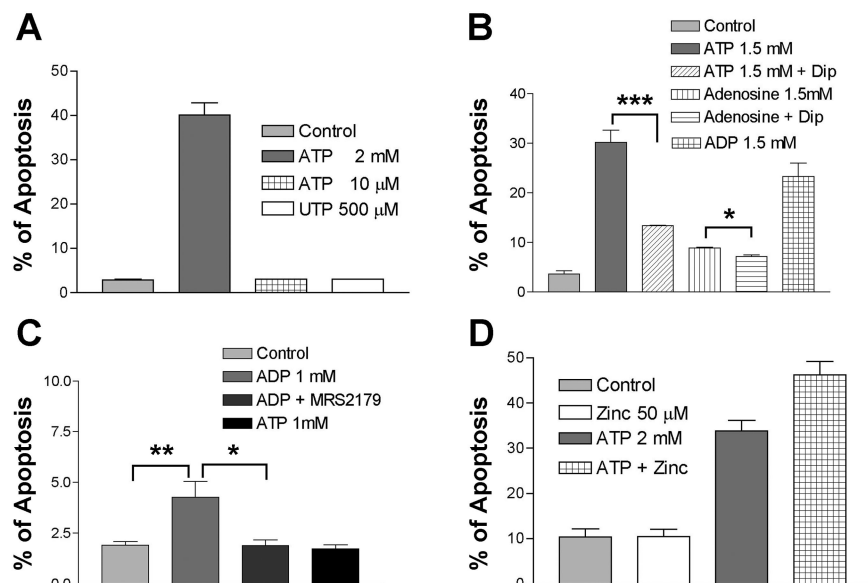 A
% of Apoptosis
50
40
30
20
10
0
Control
ATP 2 mM
ATP 10 µM
UTP 500 µM
B
% of Apoptosis
40
30
20
10
0
Control
ATP 1.5 mM
ATP 1.5 mM + Dip
Adenosine 1.5mM
Adenosine + Dip
ADP 1.5 mM
***
*
C
% of Apoptosis
10.0
7.5
5.0
2.5
0.0
Control
ADP 1 mM
ADP + MRS2179
ATP 1mM
**
*
D
% of Apoptosis
50
40
30
20
10
0
Control
Zinc 50 µM
ATP 2 mM
ATP + Zinc